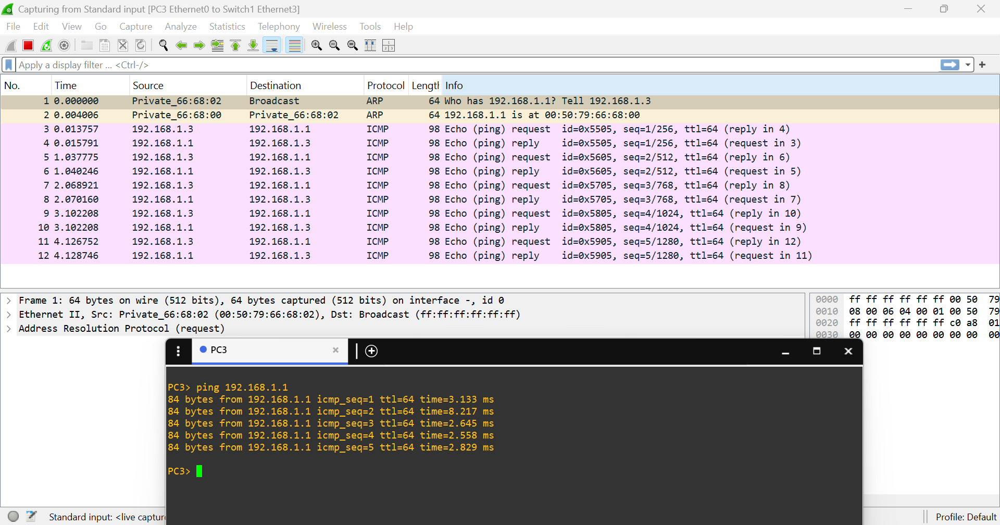 Capturing from Standard input [PC3 Ethernet0 to Switch1 Ethernet3]
File Edit View Go Capture Analyze Statistics Telephony Wireless Tools Help
Apply a display filter ... <Ctrl-/>
No. Time Source Destination Protocol Length Info
1 0.000000 Private_66:68:02 Broadcast ARP 64 Who has 192.168.1.1? Tell 192.168.1.3
2 0.004006 Private_66:68:00 Private_66:68:02 ARP 64 192.168.1.1 is at 00:50:79:66:68:00
3 0.013757 192.168.1.3 192.168.1.1 ICMP 98 Echo (ping) request id=0x5505, seq=1/256, ttl=64 (reply in 4)
4 0.015791 192.168.1.1 192.168.1.3 ICMP 98 Echo (ping) reply id=0x5505, seq=1/256, ttl=64 (request in 3)
5 1.037775 192.168.1.3 192.168.1.1 ICMP 98 Echo (ping) request id=0x5605, seq=2/512, ttl=64 (reply in 6)
6 1.040246 192.168.1.1 192.168.1.3 ICMP 98 Echo (ping) reply id=0x5605, seq=2/512, ttl=64 (request in 5)
7 2.068921 192.168.1.3 192.168.1.1 ICMP 98 Echo (ping) request id=0x5705, seq=3/768, ttl=64 (reply in 8)
8 2.070160 192.168.1.1 192.168.1.3 ICMP 98 Echo (ping) reply id=0x5705, seq=3/768, ttl=64 (request in 7)
9 3.102208 192.168.1.3 192.168.1.1 ICMP 98 Echo (ping) request id=0x5805, seq=4/1024, ttl=64 (reply in 10)
10 3.102208 192.168.1.1 192.168.1.3 ICMP 98 Echo (ping) reply id=0x5805, seq=4/1024, ttl=64 (request in 9)
11 4.126752 192.168.1.3 192.168.1.1 ICMP 98 Echo (ping) request id=0x5905, seq=5/1280, ttl=64 (reply in 12)
12 4.128746 192.168.1.1 192.168.1.3 ICMP 98 Echo (ping) reply id=0x5905, seq=5/1280, ttl=64 (request in 11)
Frame 1: 64 bytes on wire (512 bits), 64 bytes captured (512 bits) on interface -, id 0
Ethernet II, Src: Private_66:68:02 (00:50:79:66:68:02), Dst: Broadcast (ff:ff:ff:ff:ff:ff)
Address Resolution Protocol (request)
0000 ff ff ff ff ff ff 00 50 79
0010 08 00 06 04 00 01 00 50 79
0020 ff ff ff ff ff ff c0 a8 01
0030 00 00 00 00 00 00 00 00 00
PC3
PC3> ping 192.168.1.1
84 bytes from 192.168.1.1 icmp_seq=1 ttl=64 time=3.133 ms
84 bytes from 192.168.1.1 icmp_seq=2 ttl=64 time=8.217 ms
84 bytes from 192.168.1.1 icmp_seq=3 ttl=64 time=2.645 ms
84 bytes from 192.168.1.1 icmp_seq=4 ttl=64 time=2.558 ms
84 bytes from 192.168.1.1 icmp_seq=5 ttl=64 time=2.829 ms
PC3>
Standard input: <live captur
Profile: Default